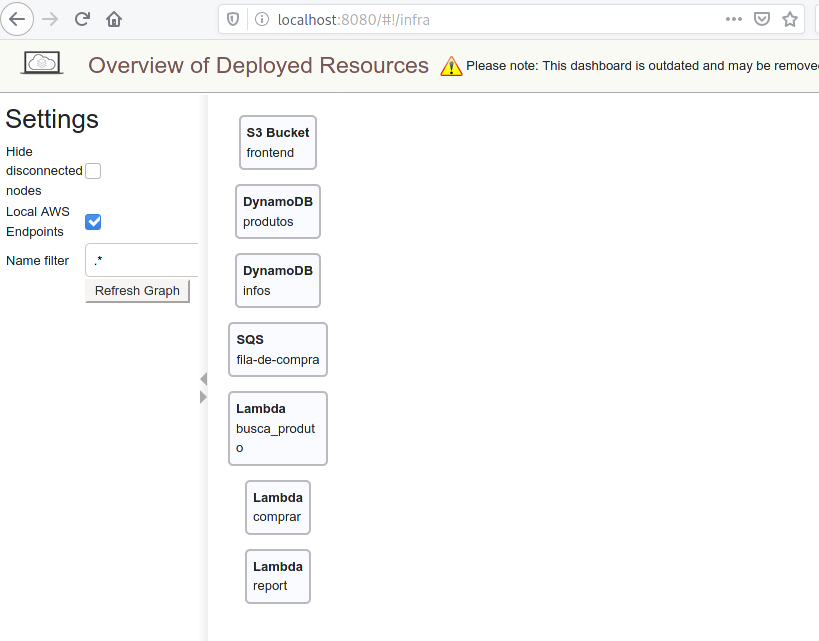 localhost:8080/#!/infra
Overview of Deployed Resources
Please note: This dashboard is outdated and may be remove
Settings
Hide
disconnected
nodes
Local AWS
Endpoints
Name filter
.*
Refresh Graph
S3 Bucket
frontend
DynamoDB
produtos
DynamoDB
infos
SQS
fila-de-compra
Lambda
busca_produt
o
Lambda
comprar
Lambda
report